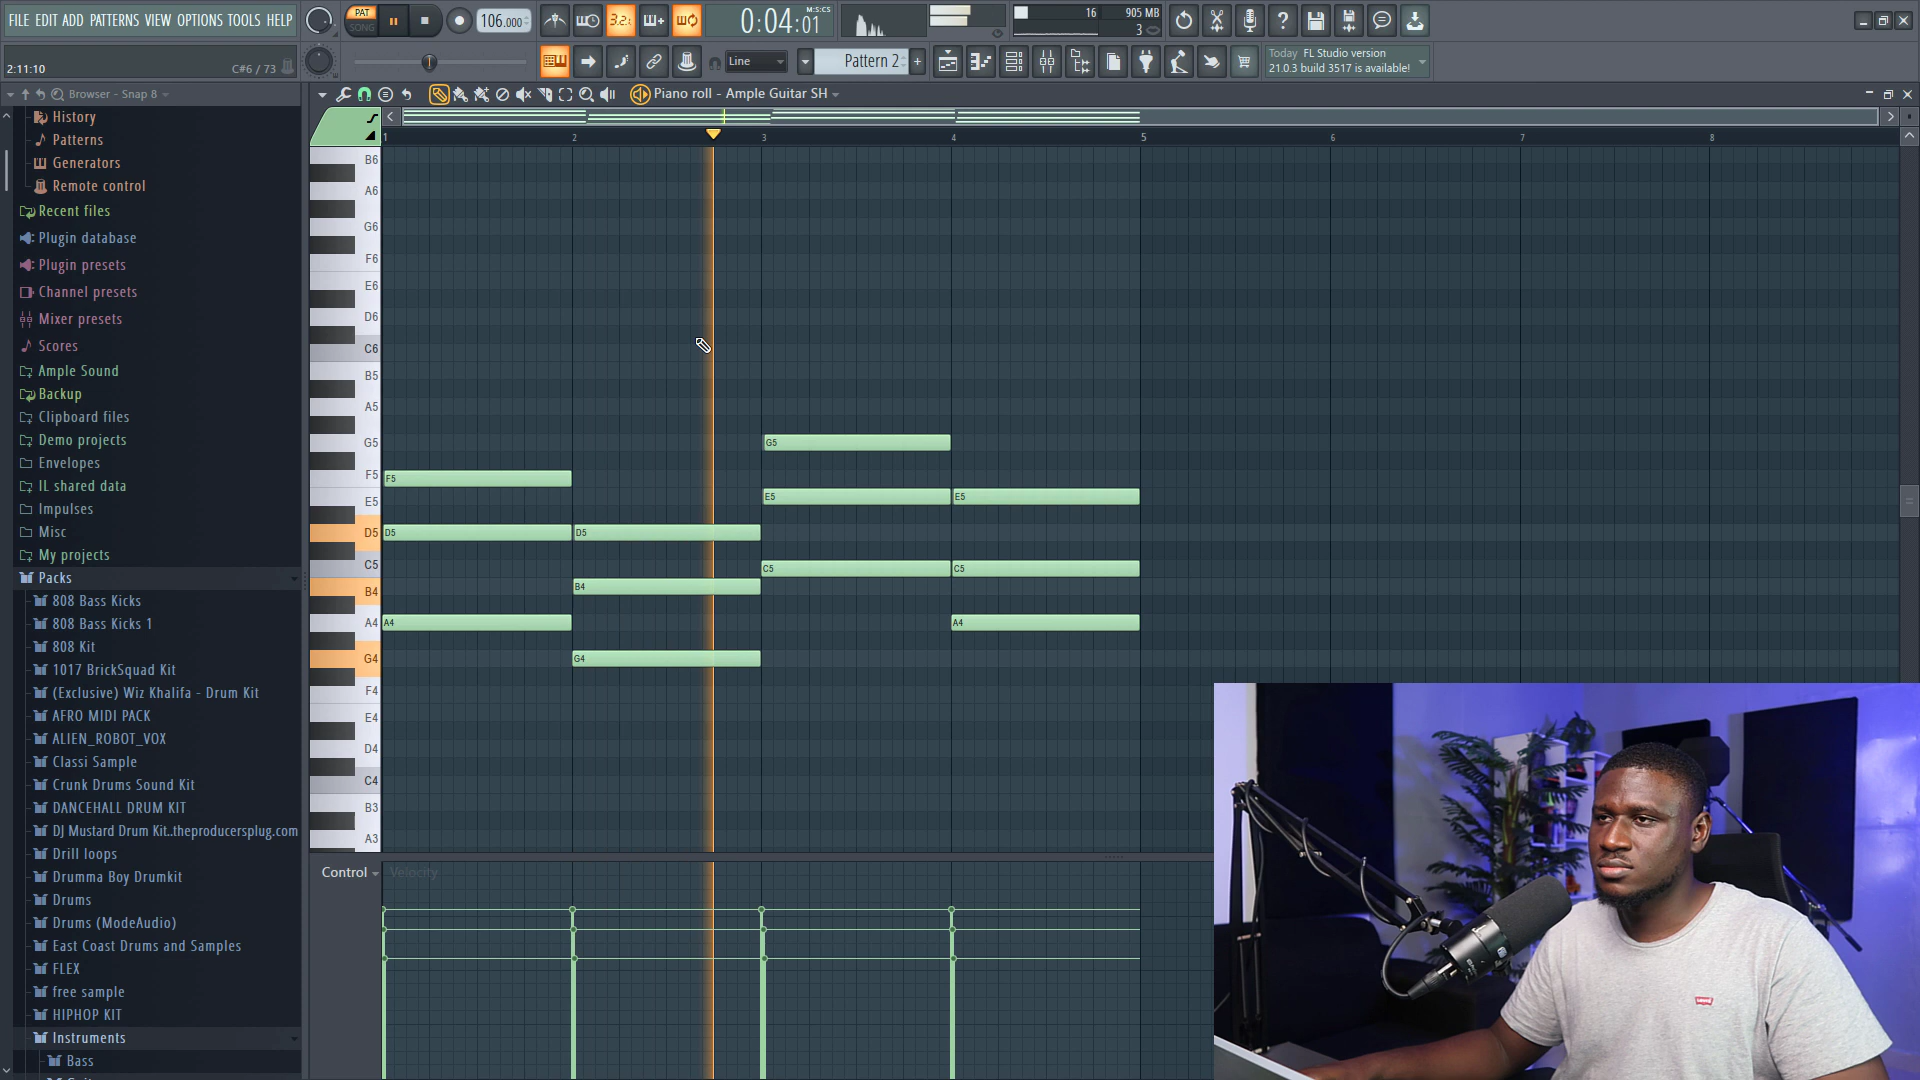 FILE EDIT ADD PATTERNS VIEW OPTIONS TOOLS HELP
PAT
SONG
106.000
3.2.
0:04:01
M:S:CS
16
905 MB
3
2:11:10
C#6 / 73
Line
Pattern 2
Today FL Studio version
21.0.3 build 3517 is available!
Browser - Snap 8
Piano roll - Ample Guitar SH
History
Patterns
Generators
Remote control
Recent files
Plugin database
Plugin presets
Channel presets
Mixer presets
Scores
Ample Sound
Backup
Clipboard files
Demo projects
Envelopes
IL shared data
Impulses
Misc
My projects
Packs
808 Bass Kicks
808 Bass Kicks 1
808 Kit
1017 BrickSquad Kit
(Exclusive) Wiz Khalifa - Drum Kit
AFRO MIDI PACK
ALIEN_ROBOT_VOX
Classi Sample
Crunk Drums Sound Kit
DANCEHALL DRUM KIT
DJ Mustard Drum Kit..theproducersplug.com
Drill loops
Drumma Boy Drumkit
Drums
Drums (ModeAudio)
East Coast Drums and Samples
FLEX
free sample
HIPHOP KIT
Instruments
Bass
1 2 3 4 5 6 7 8
B6
A6
G6
F6
E6
D6
C6
B5
A5
G5 G5
F5 F5
E5 E5 E5
D5 D5 D5
C5 C5 C5
B4 B4
A4 A4 A4
G4 G4
F4
E4
D4
C4
B3
A3
Control
Velocity